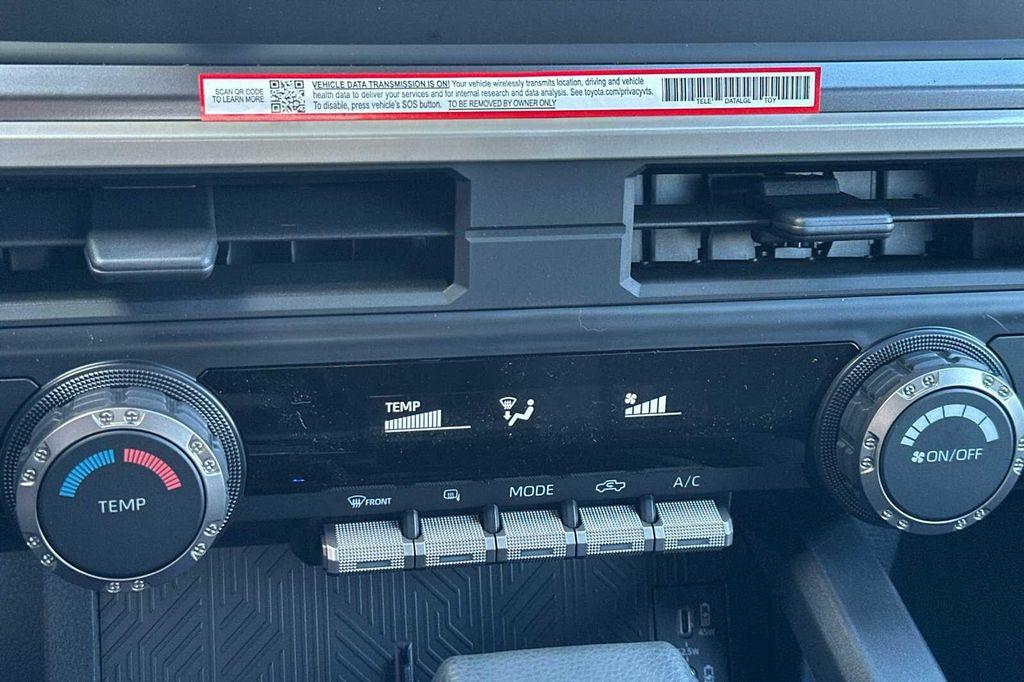 SCAN QR CODE
TO LEARN MORE
VEHICLE DATA TRANSMISSION IS ON! Your vehicle wirelessly transmits location, driving and vehicle
health data to deliver your services and for internal research and data analysis. See toyota.com/privacyvts.
To disable, press vehicle's SOS button. TO BE REMOVED BY OWNER ONLY
TELE DATALGL TOY
TEMP
TEMP
ON/OFF
FRONT
MODE
A/C
45W